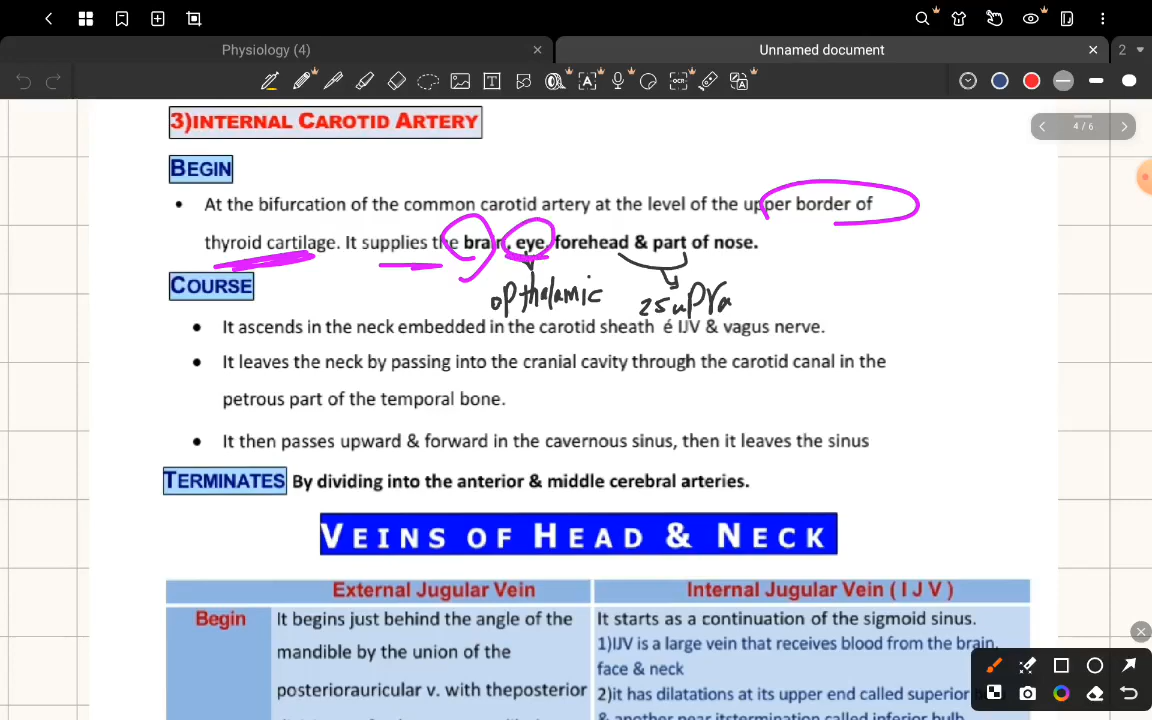 Physiology (4)
Unnamed document
2
4/6
3)INTERNAL CAROTID ARTERY
BEGIN
• At the bifurcation of the common carotid artery at the level of the upper border of
thyroid cartilage. It supplies the brain, eye, forehead & part of nose.
opthalamic
2 supra
COURSE
• It ascends in the neck embedded in the carotid sheath é IJV & vagus nerve.
• It leaves the neck by passing into the cranial cavity through the carotid canal in the
petrous part of the temporal bone.
• It then passes upward & forward in the cavernous sinus, then it leaves the sinus
TERMINATES By dividing into the anterior & middle cerebral arteries.
VEINS OF HEAD & NECK
External Jugular Vein
Internal Jugular Vein ( I J V )
Begin
It begins just behind the angle of the
mandible by the union of the
posteriorauricular v. with theposterior
It starts as a continuation of the sigmoid sinus.
1)IJV is a large vein that receives blood from the brain,
face & neck
2)it has dilatations at its upper end called superior
& another near itstermination called inferior bulb